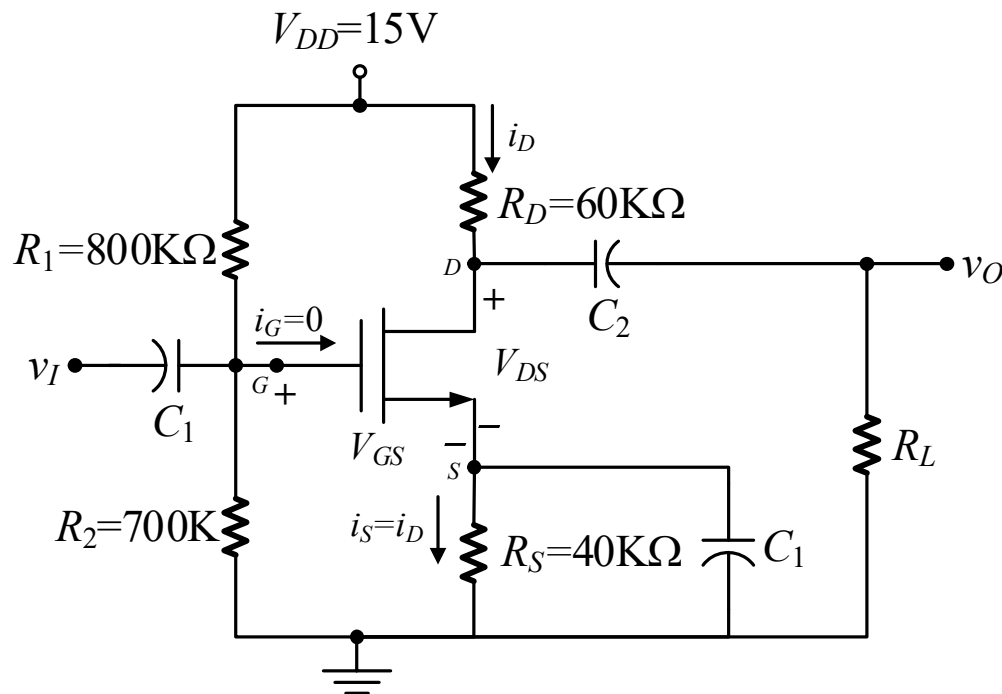 V_DD=15V
i_D
R_D=60KΩ
R_1=800KΩ
D
+
C_2
v_O
i_G=0
v_I
G
+
V_DS
C_1
V_GS
−
−
S
R_L
R_2=700K
i_S=i_D
R_S=40KΩ
C_1